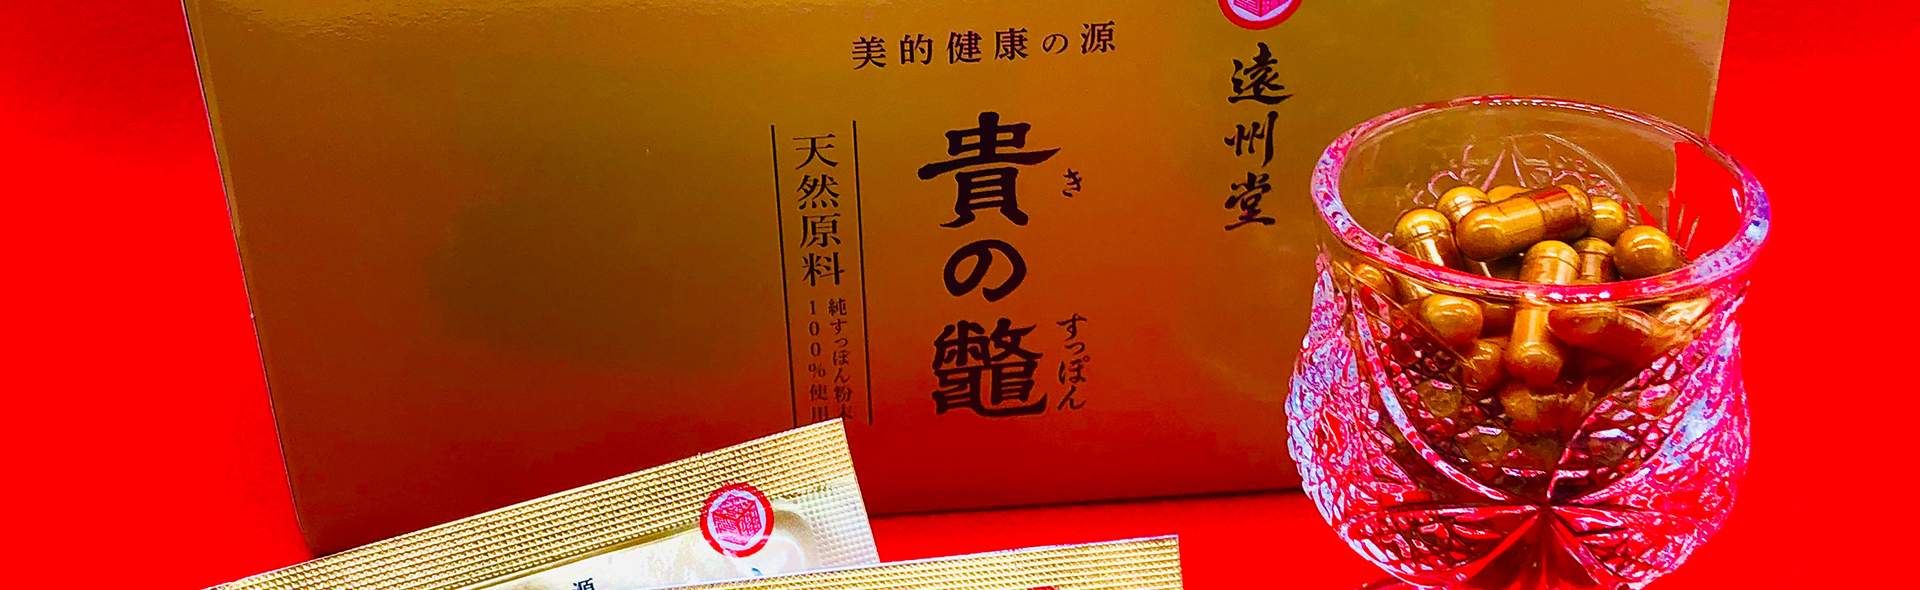 美的健康の源
遠州堂
貴の鼈
き
すっぽん
天然原料
純すっぽん粉末
100%使用
源